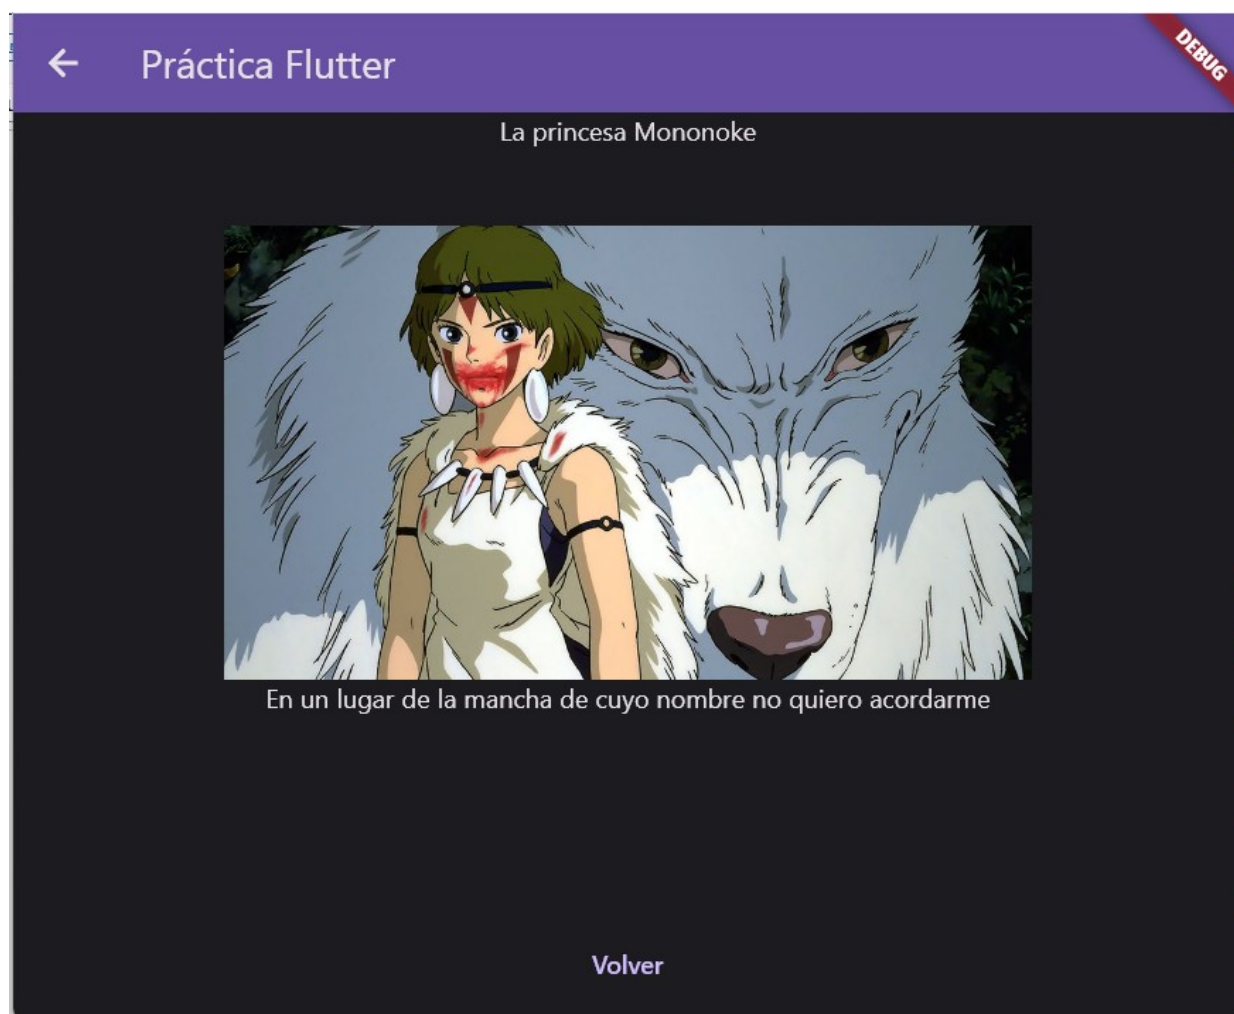 Práctica Flutter
DEBUG
La princesa Mononoke
En un lugar de la mancha de cuyo nombre no quiero acordarme
Volver